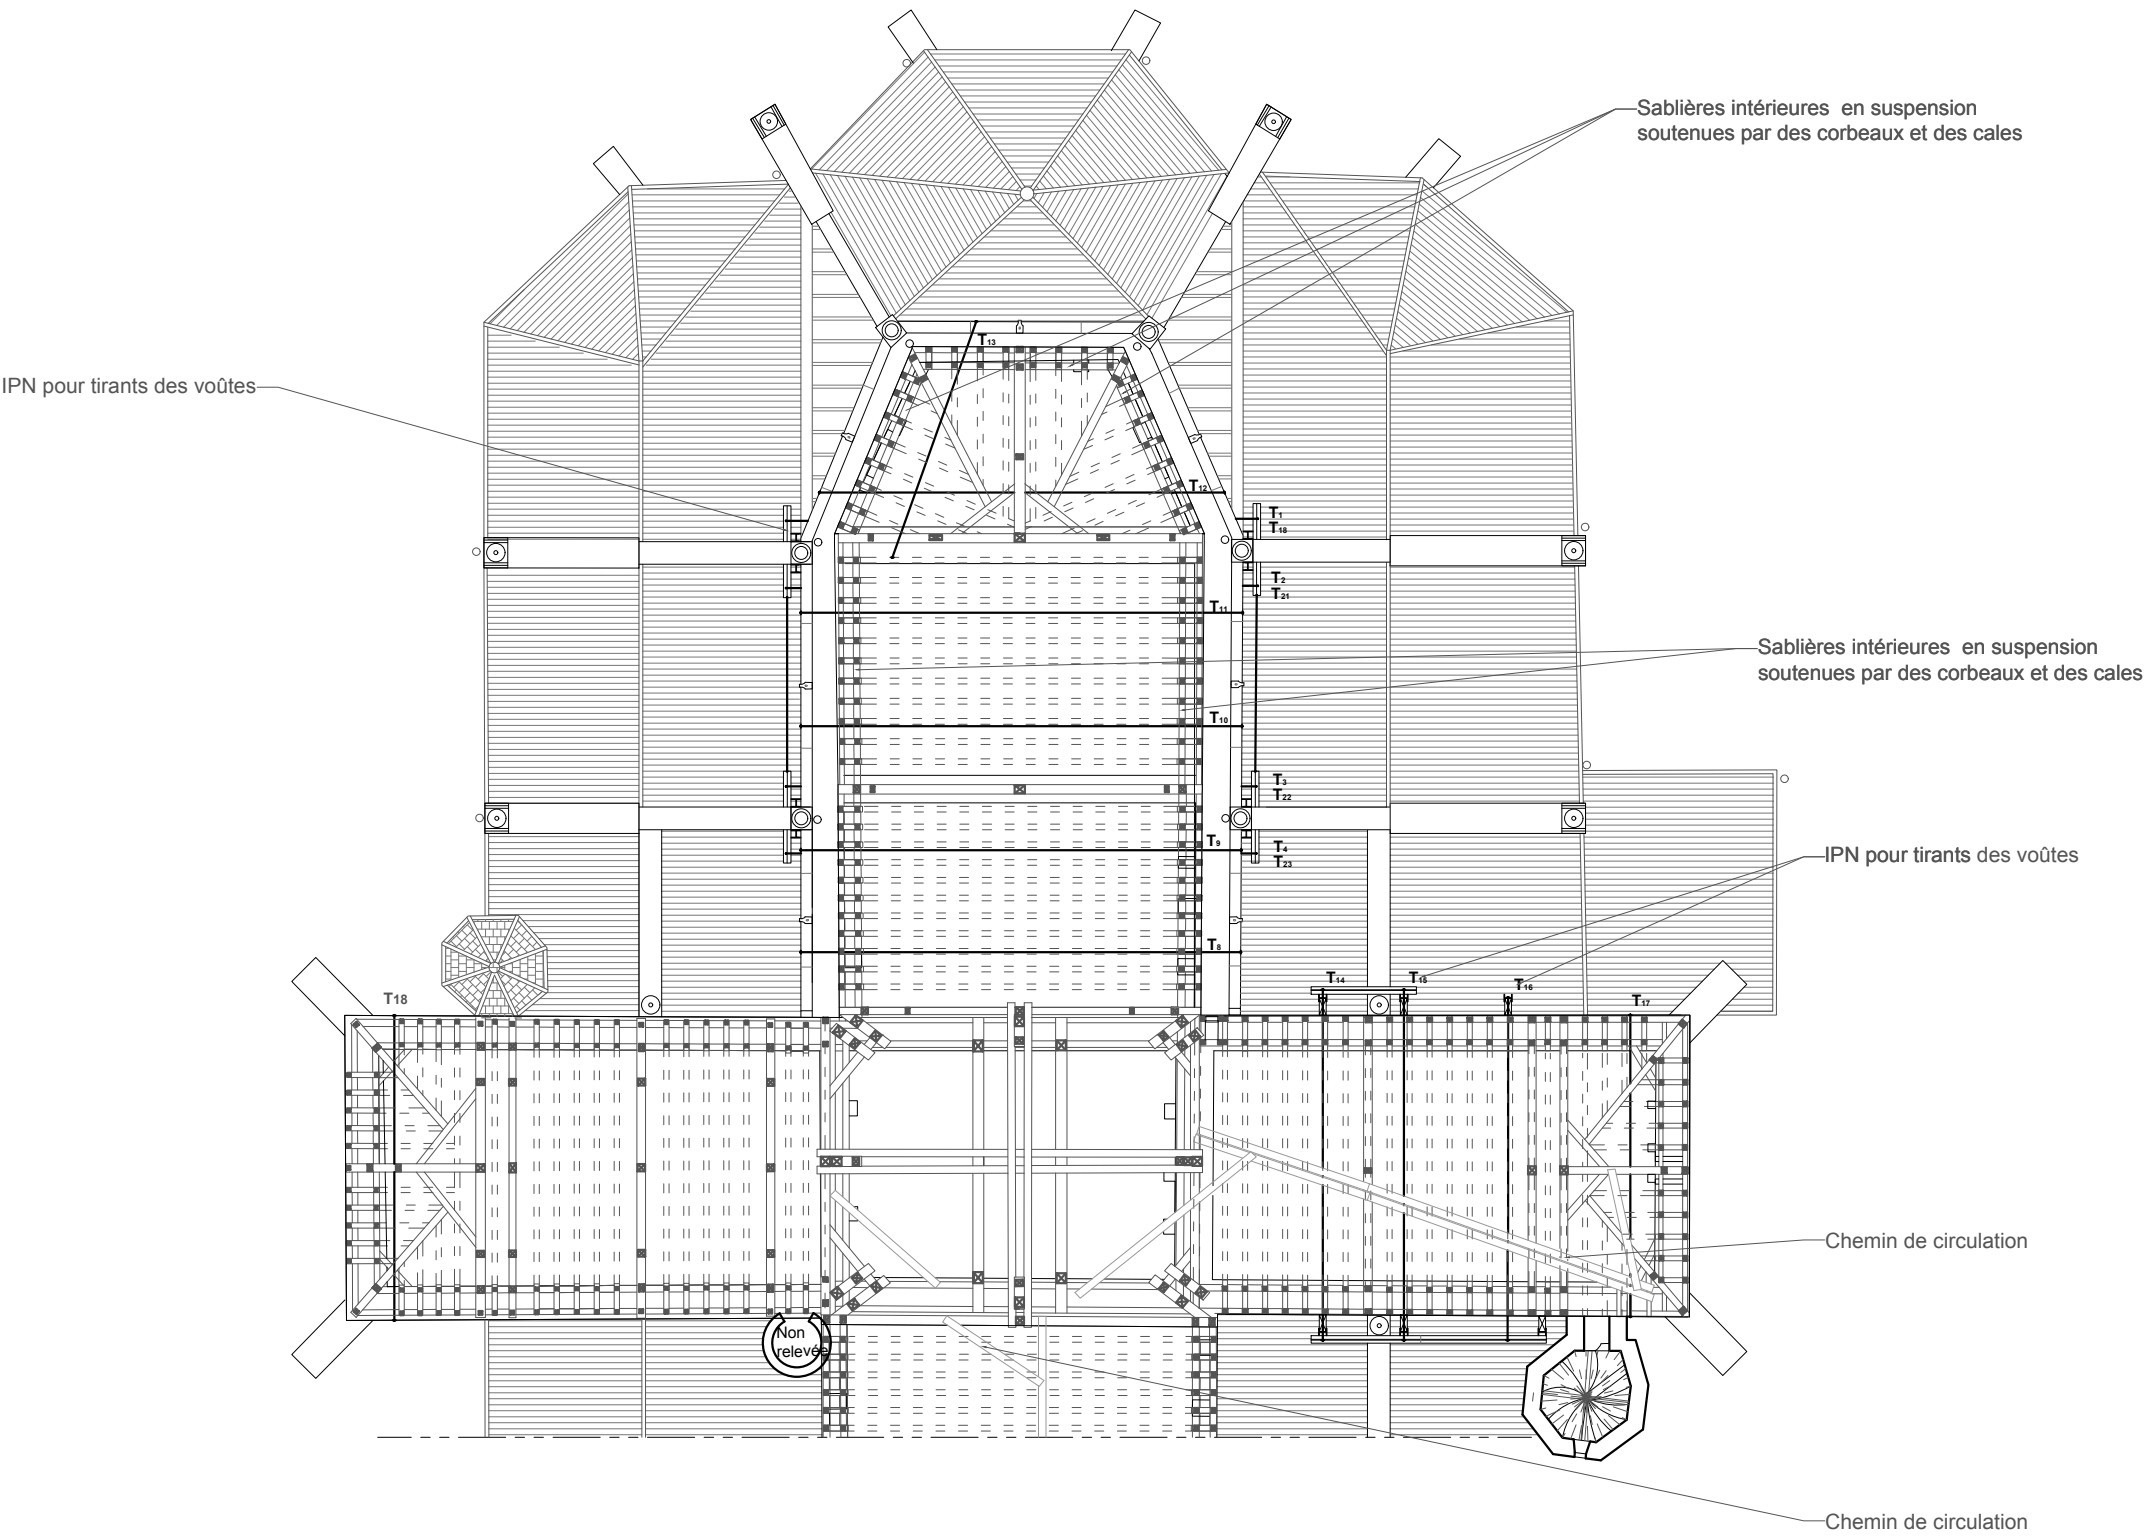 Sablières intérieures en suspension
soutenues par des corbeaux et des cales
T13
IPN pour tirants des voûtes
T12
T1
T18
T2
T21
T11
Sablières intérieures en suspension
soutenues par des corbeaux et des cales
T10
T3
T22
T9
T4
T23
IPN pour tirants des voûtes
T8
T14
T15
T16
T17
T18
Chemin de circulation
Non
relevée
Chemin de circulation